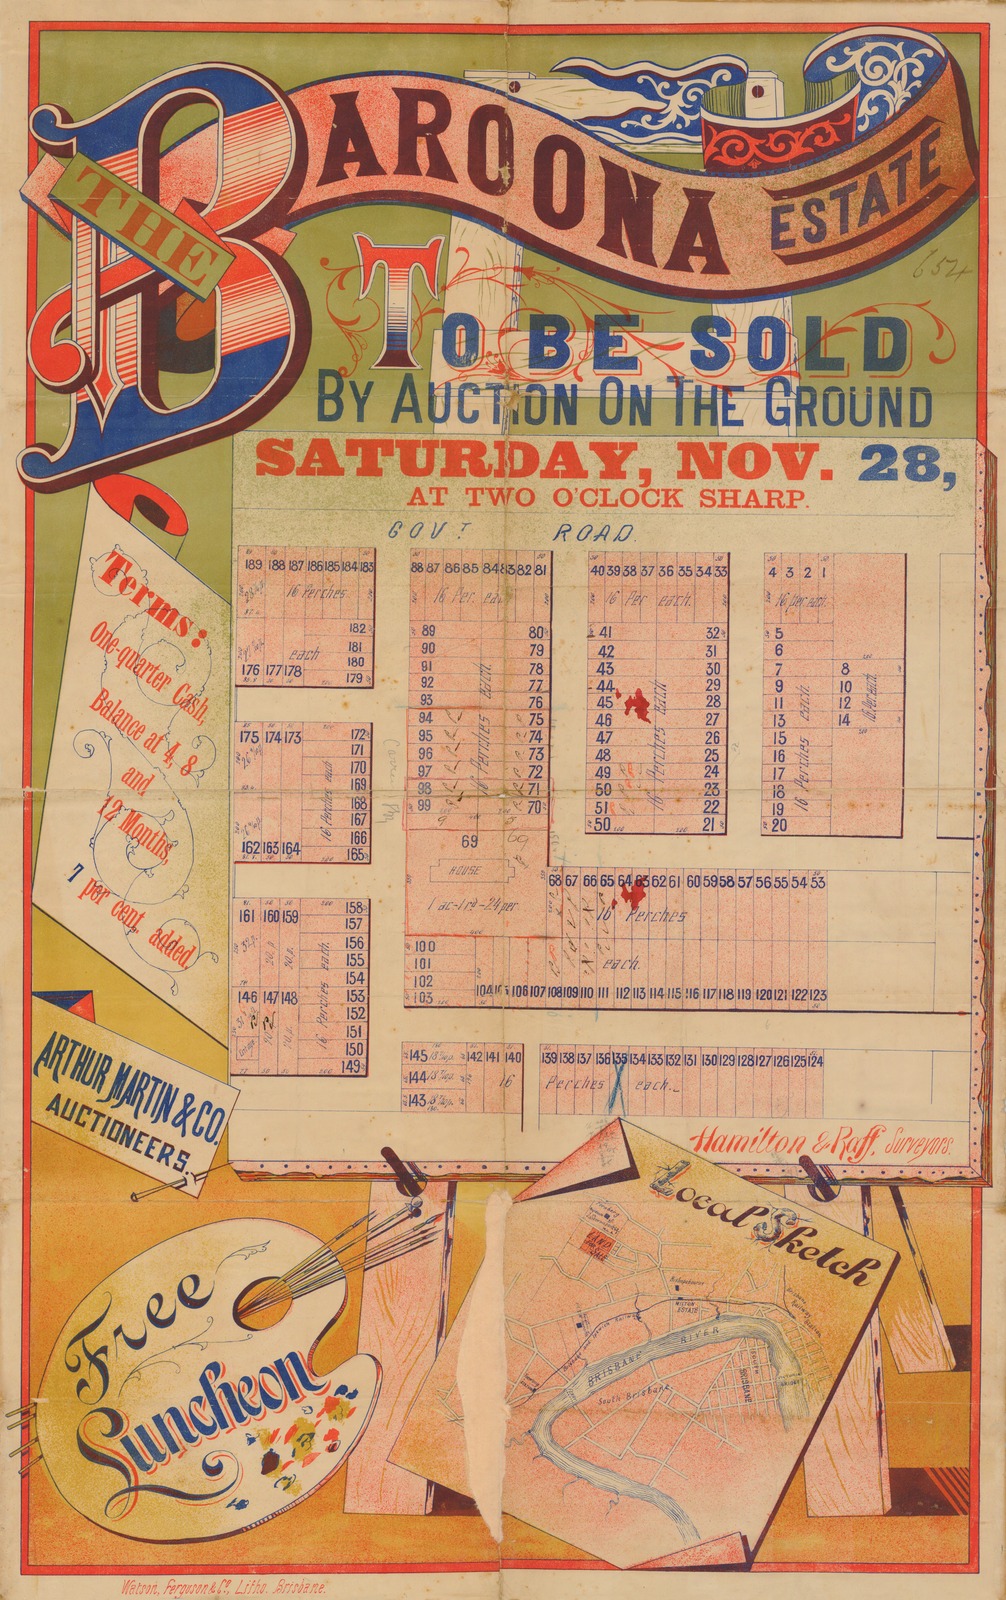 THE
BAROONA
ESTATE
654
TO BE SOLD
BY AUCTION ON THE GROUND
SATURDAY, NOV. 28,
AT TWO O'CLOCK SHARP.
GOVT ROAD.
Terms:
One-quarter Cash,
Balance at 4, 8
and
12 Months,
7 per cent added.
189 188 187 186 185 184 183
16 Perches
182
each
181
180
176 177 178 179
175 174 173 172
171
170
169
168
167
166
162 163 164 165
16 Perches each
161 160 159 158
157
156
155
154
146 147 148 153
152
151
150
149
16 Perches each.
88 87 86 85 84 83 82 81
16 Per. each
89 80
90 79
91 78
92 77
93 76
94 75
95 74
96 73
97 72
98 71
99 70
16 Perches each
69
HOUSE
1 ac-1 rd-24 per.
100
101
102
103
40 39 38 37 36 35 34 33
16 Per each.
41 32
42 31
43 30
44 29
45 28
46 27
47 26
48 25
49 24
50 23
51 22
50 21
16 Perches each
4 3 2 1
16 Per each.
5
6
7 8
9 10
11 12
13 14
15
16
17
18
19
20
16 Perches each
16 Per each
68 67 66 65 64 63 62 61 60 59 58 57 56 55 54 53
16 Perches
each.
104 105 106 107 108 109 110 111 112 113 114 115 116 117 118 119 120 121 122 123
145 142 141 140
144 16
143
139 138 137 136 135 134 133 132 131 130 129 128 127 126 125 124
Perches each.
Hamilton & Raff, Surveyors.
ARTHUR MARTIN & CO.
AUCTIONEERS.
Free
Luncheon
Local Sketch
LAND
FOR SALE
MILTON
ESTATE
BRISBANE RIVER
South Brisbane
SOUTH
BRISBANE
Watson, Ferguson & Co, Litho. Brisbane.